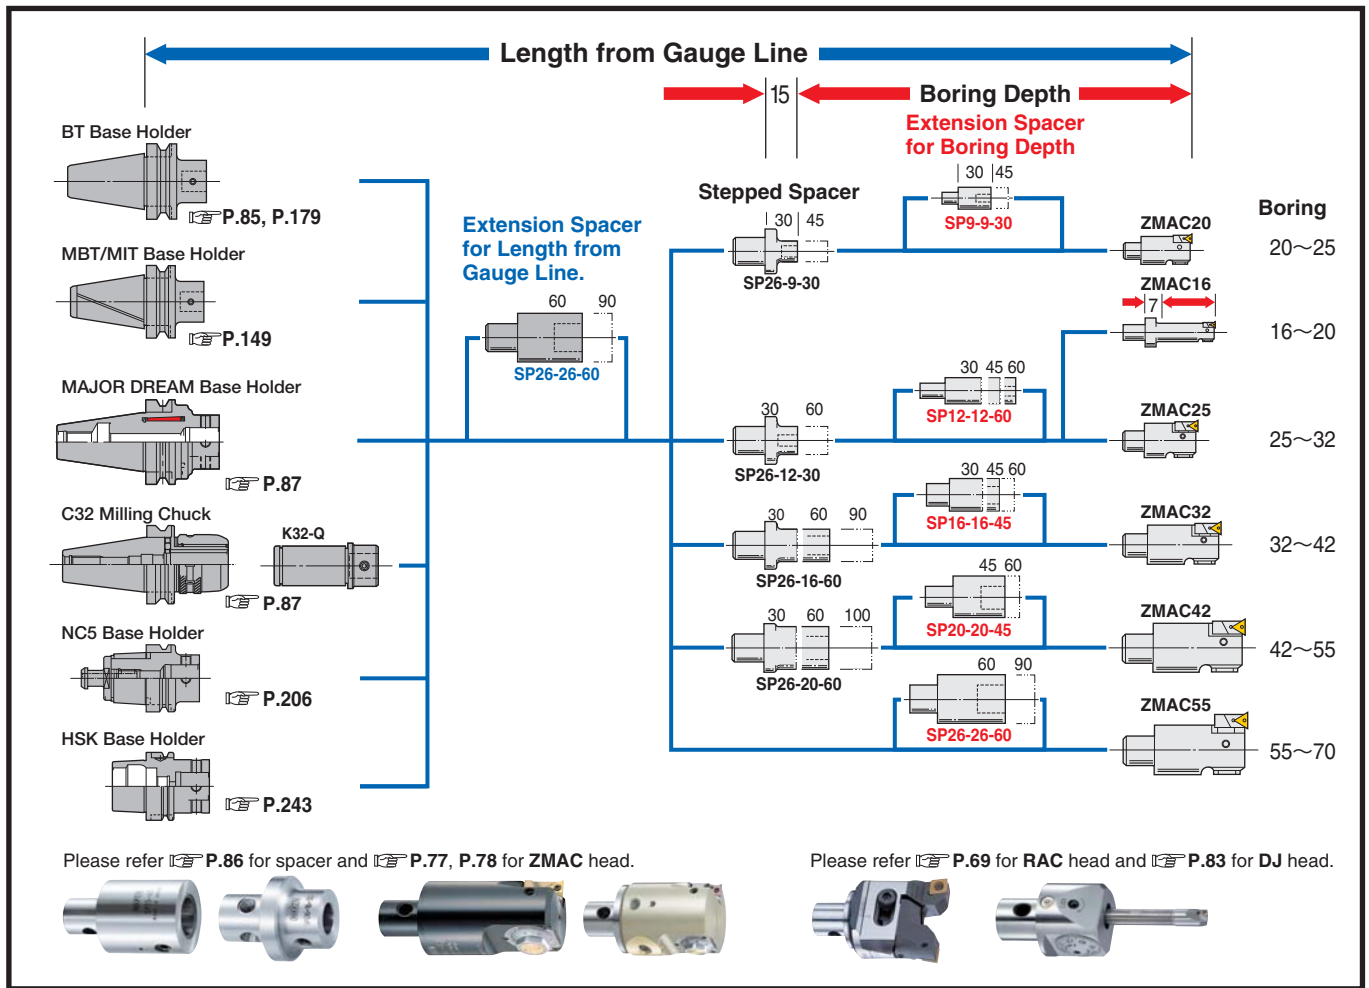 Length from Gauge Line
15
Boring Depth
Extension Spacer
for Boring Depth
BT Base Holder
P.85, P.179
MBT/MIT Base Holder
P.149
MAJOR DREAM Base Holder
P.87
C32 Milling Chuck
K32-Q
P.87
NC5 Base Holder
P.206
HSK Base Holder
P.243
Extension Spacer
for Length from
Gauge Line.
60 90
SP26-26-60
Stepped Spacer
30 45
SP26-9-30
30 60
SP26-12-30
30 60 90
SP26-16-60
30 60 100
SP26-20-60
30 45
SP9-9-30
30 45 60
SP12-12-60
30 45 60
SP16-16-45
45 60
SP20-20-45
60 90
SP26-26-60
Boring
ZMAC20
20～25
ZMAC16
7
16～20
ZMAC25
25～32
ZMAC32
32～42
ZMAC42
42～55
ZMAC55
55～70
Please refer P.86 for spacer and P.77, P.78 for ZMAC head.
Please refer P.69 for RAC head and P.83 for DJ head.